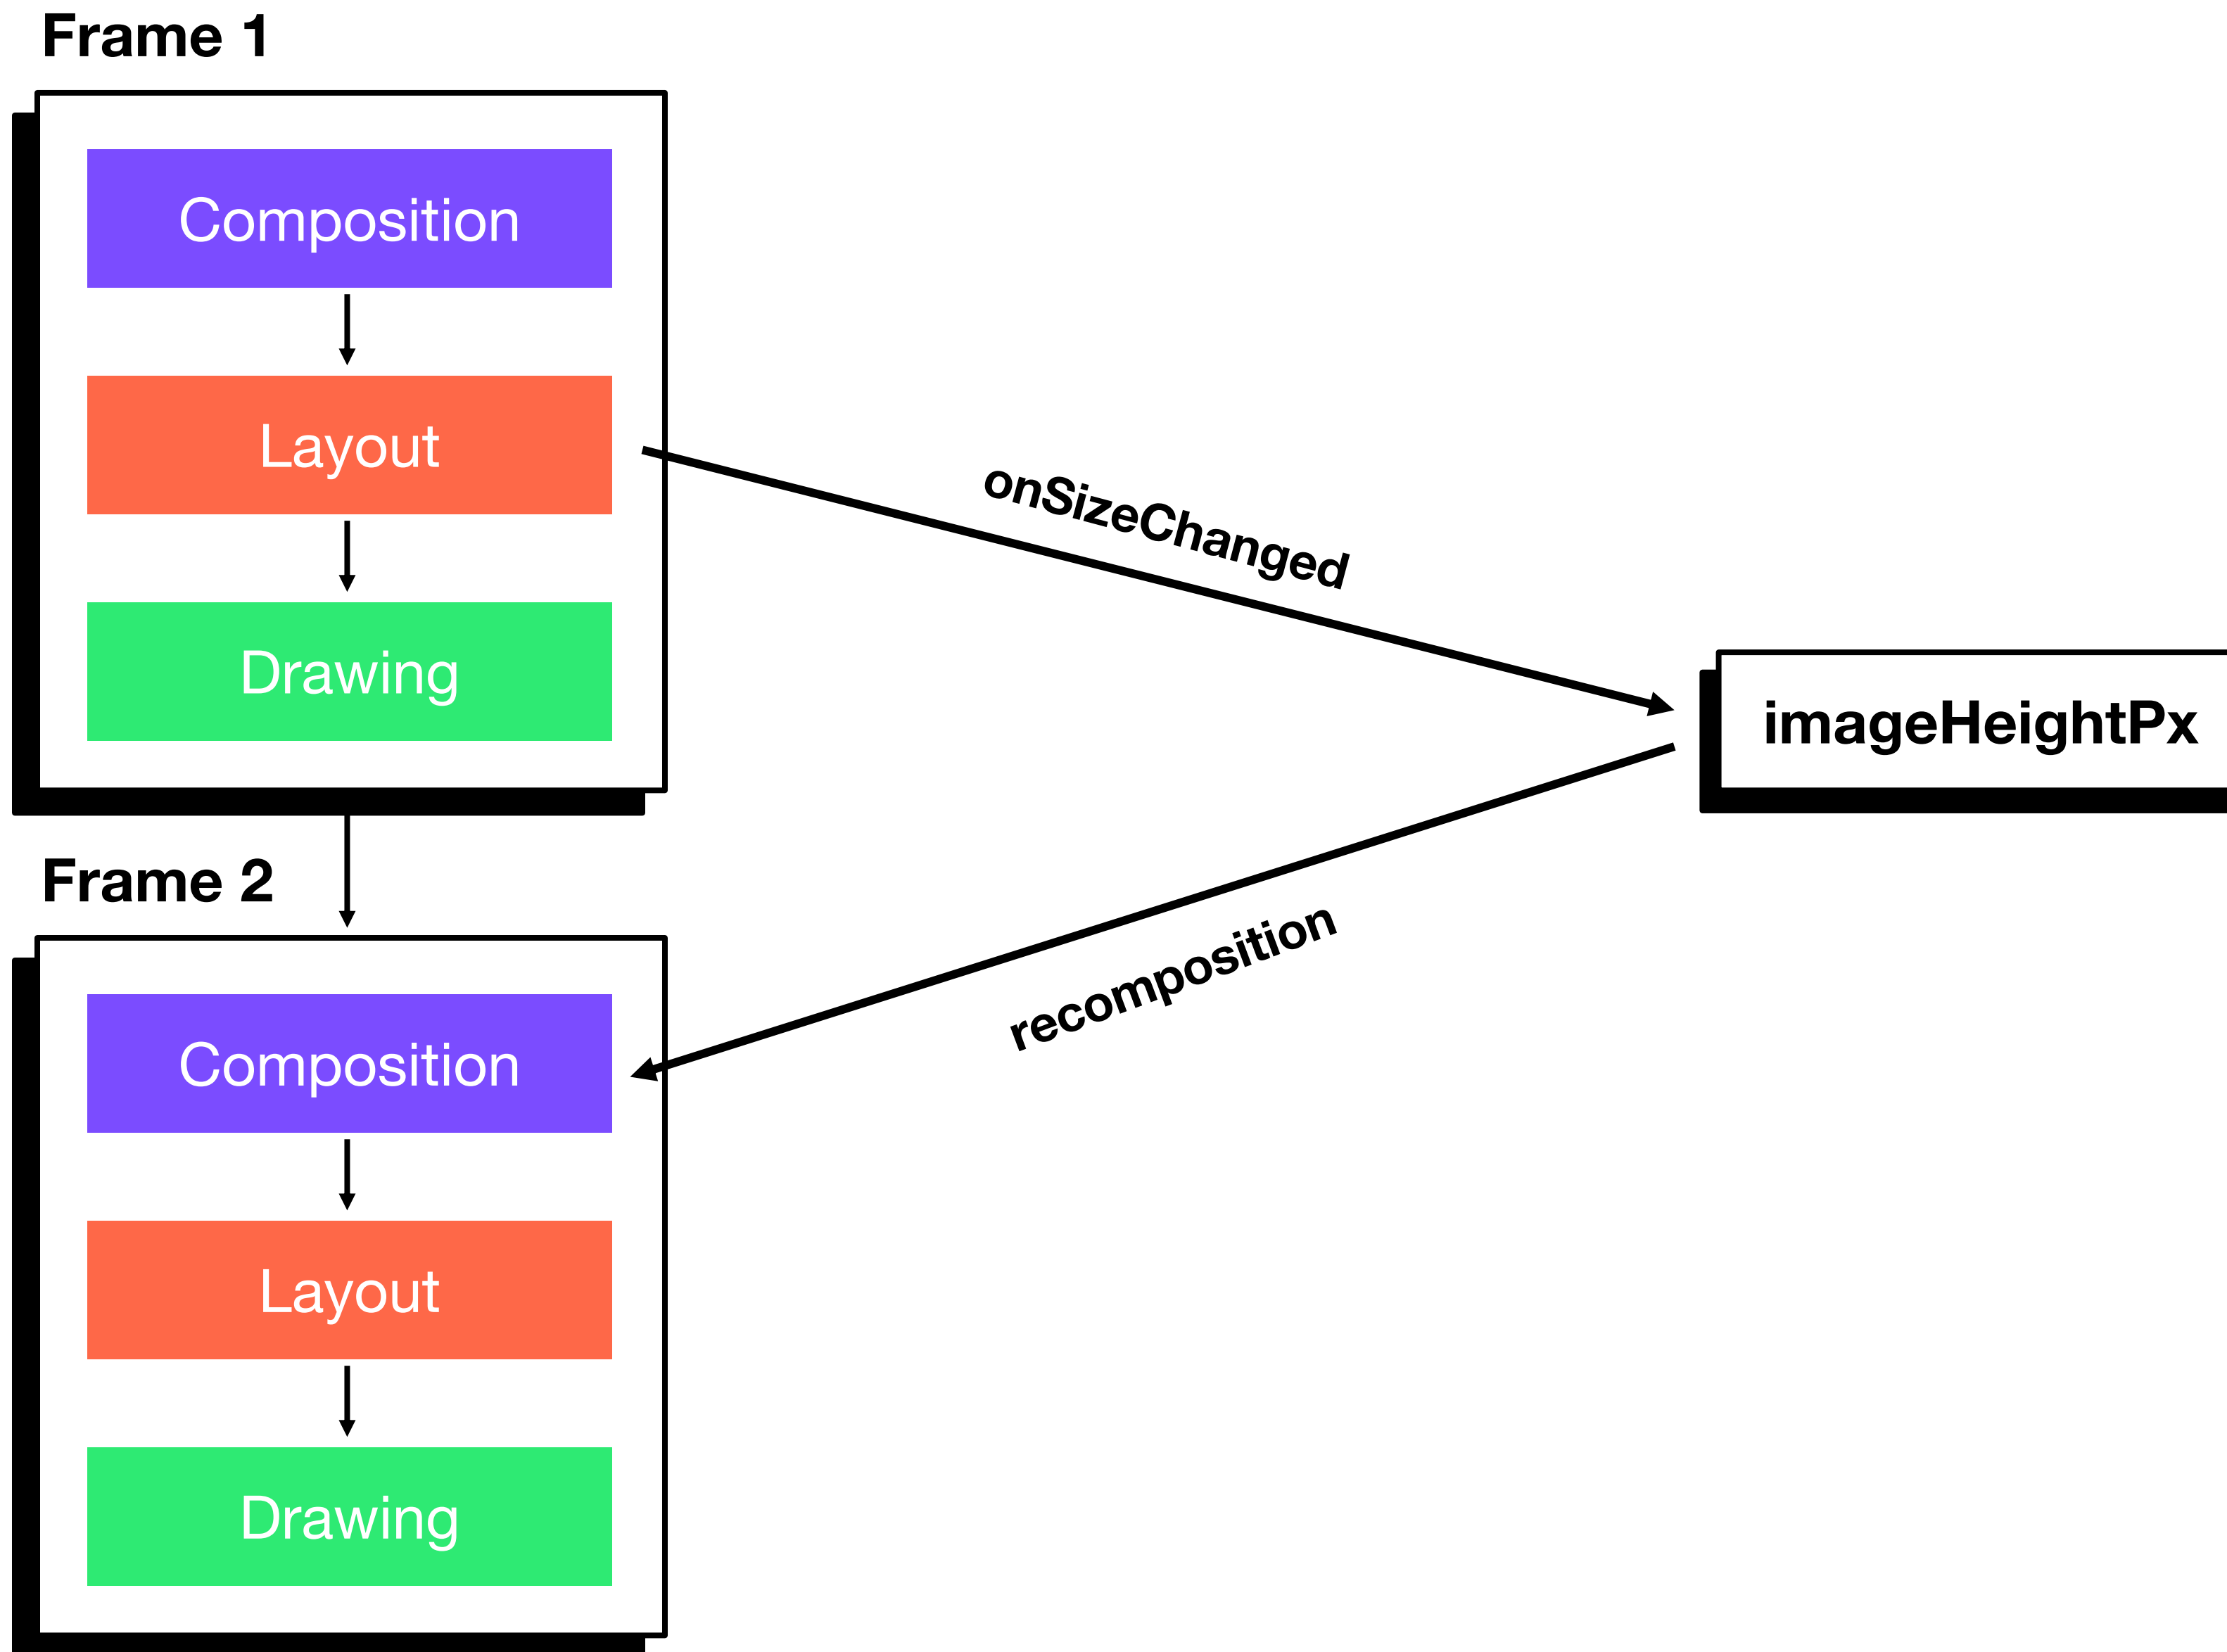 Frame 1
Composition
Layout
Drawing
onSizeChanged
imageHeightPx
recomposition
Frame 2
Composition
Layout
Drawing